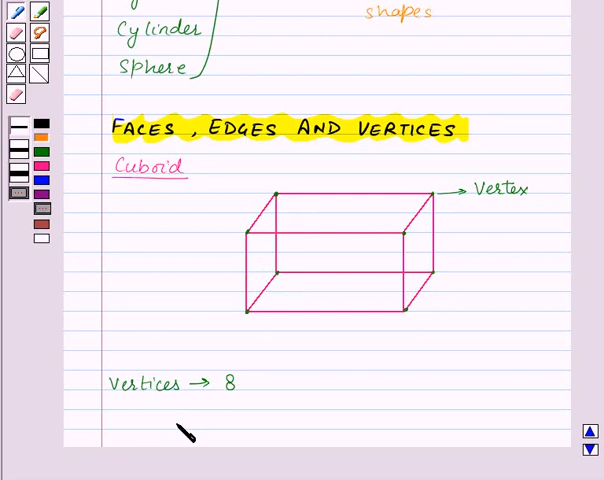 shapes
Cylinder
Sphere
FACES, EDGES AND VERTICES
Cuboid
Vertex
Vertices → 8